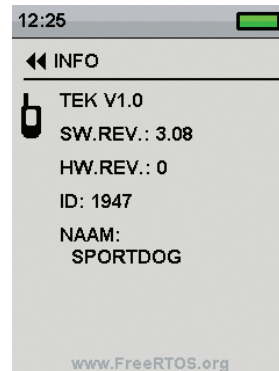 12:25
INFO
TEK V1.0
SW.REV.: 3.08
HW.REV.: 0
ID: 1947
NAAM:
SPORTDOG
www.FreeRTOS.org